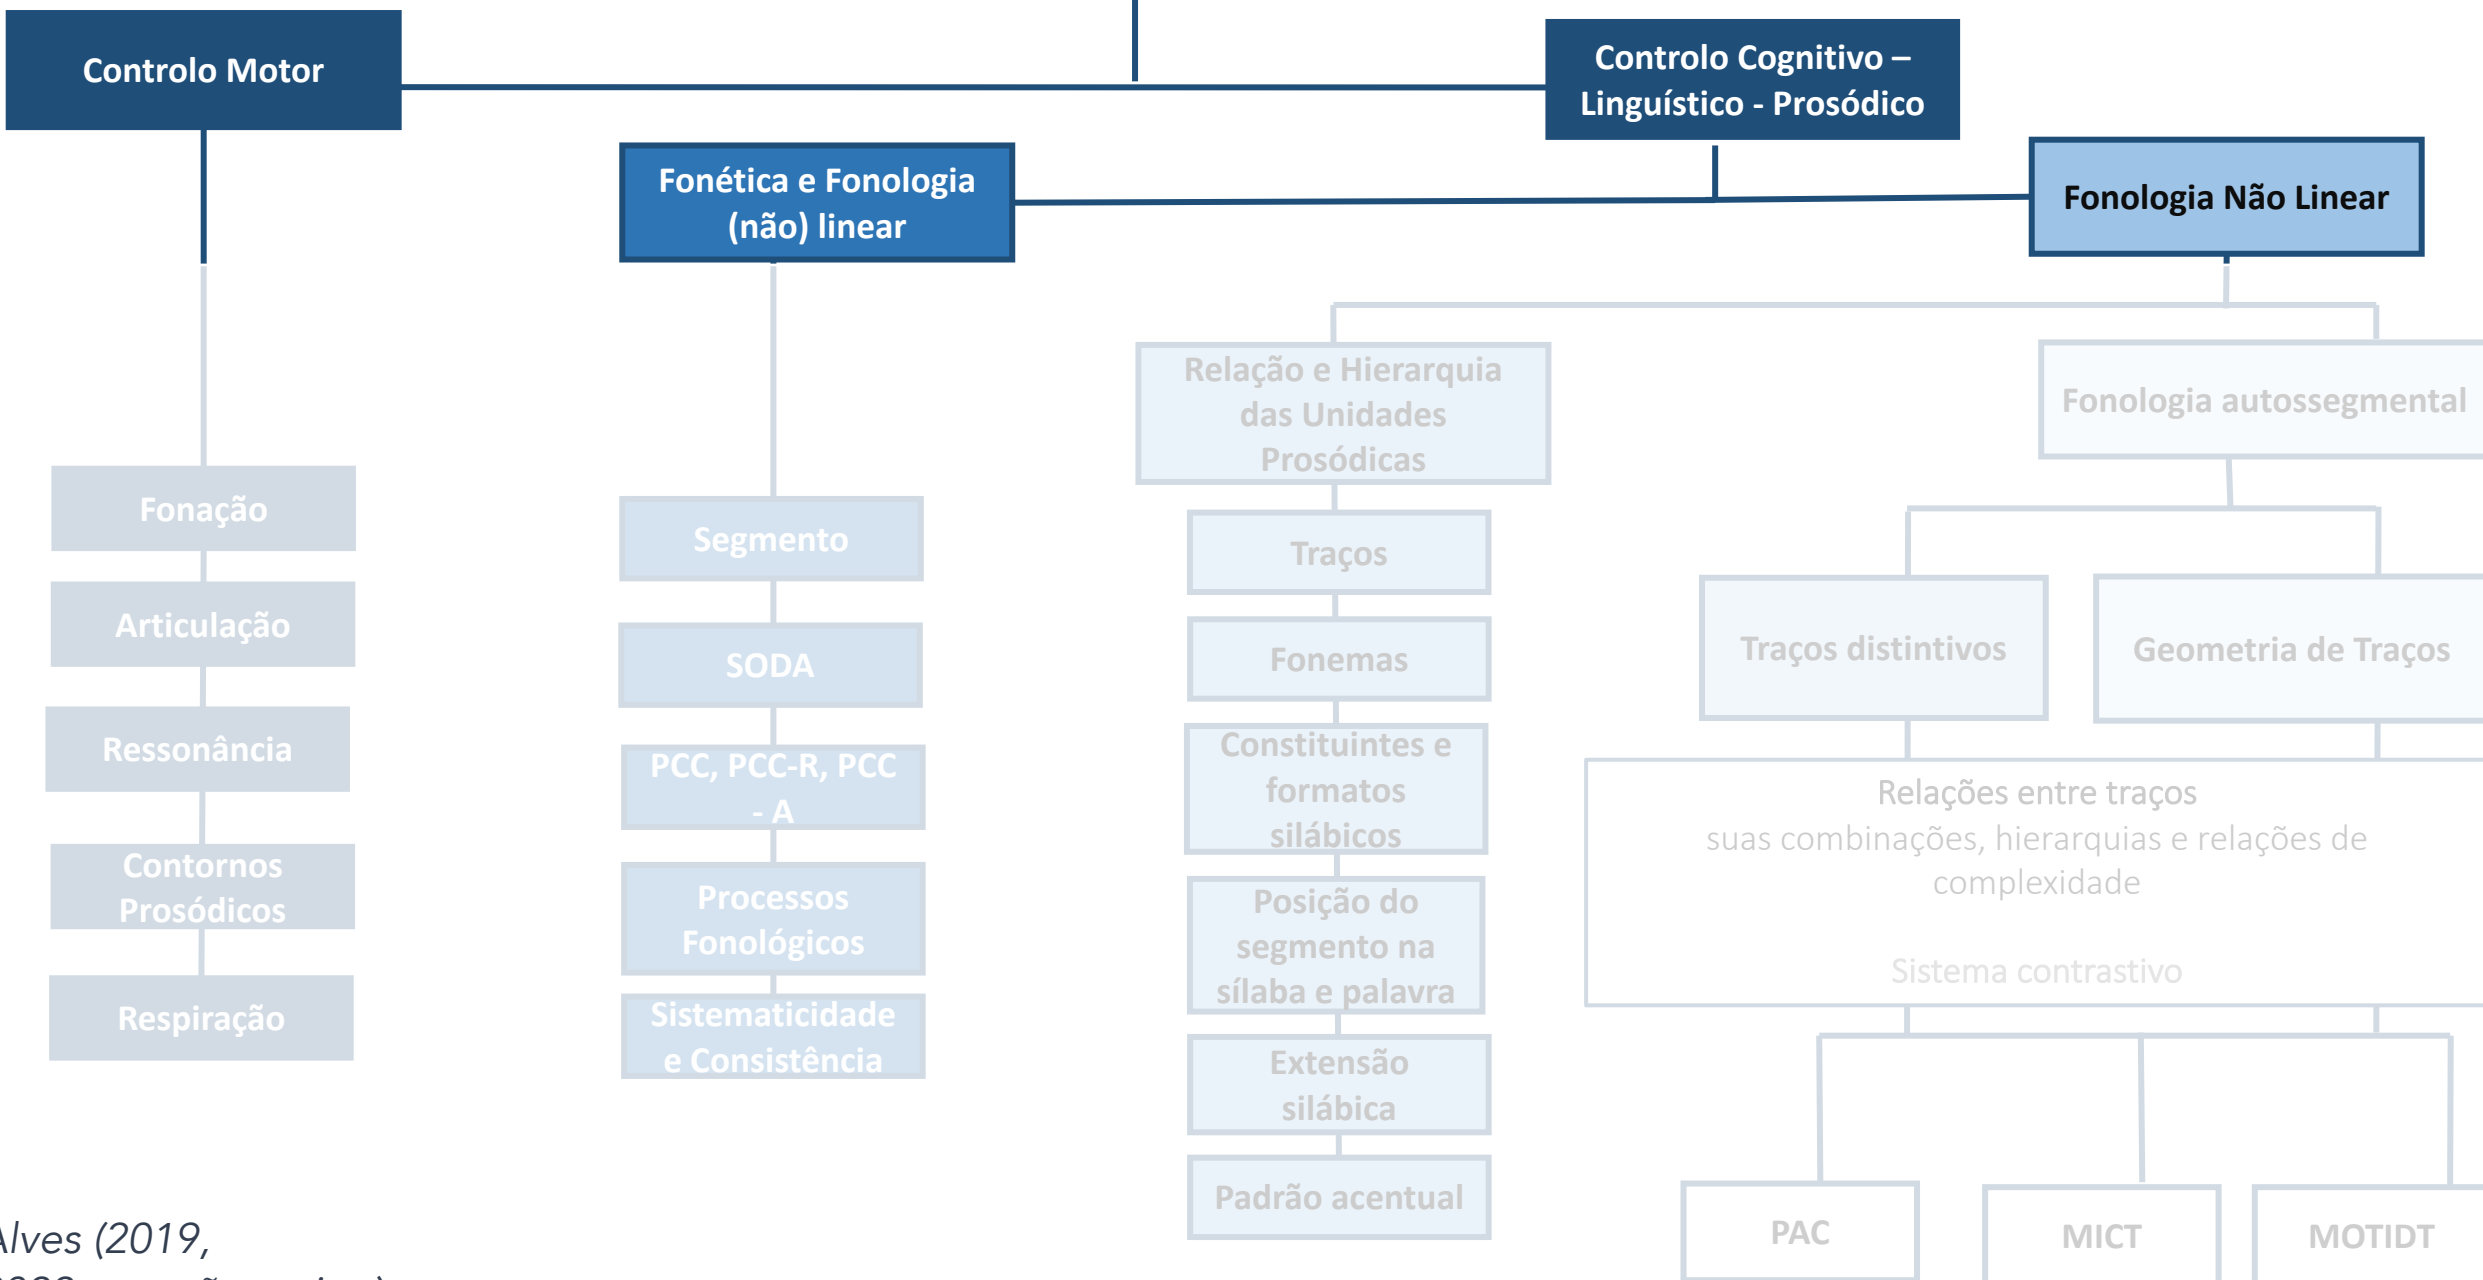 Controlo Motor
Controlo Cognitivo –
Linguístico - Prosódico
Fonética e Fonologia
(não) linear
Fonologia Não Linear
Fonação
Articulação
Ressonância
Contornos
Prosódicos
Respiração
Segmento
SODA
PCC, PCC-R, PCC
- A
Processos
Fonológicos
Sistematicidade
e Consistência
Relação e Hierarquia
das Unidades
Prosódicas
Traços
Fonemas
Constituintes e
formatos
silábicos
Posição do
segmento na
sílaba e palavra
Extensão
silábica
Padrão acentual
Fonologia autossegmental
Traços distintivos
Geometria de Traços
Relações entre traços
suas combinações, hierarquias e relações de
complexidade
Sistema contrastivo
PAC
MICT
MOTIDT
Alves (2019,